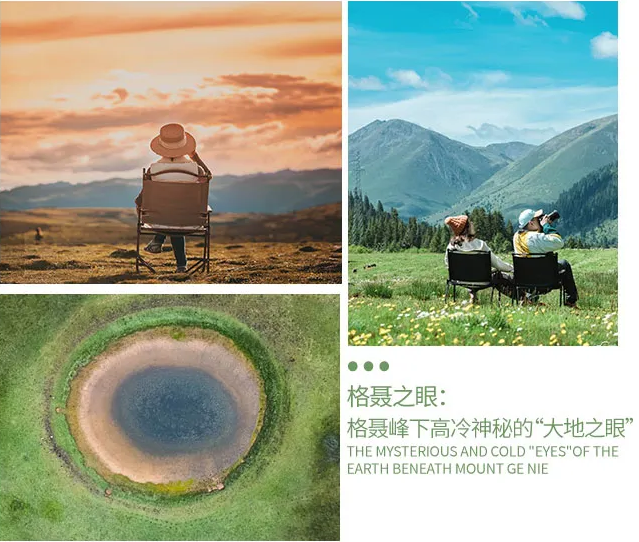 格聂之眼：
格聂峰下高冷神秘的“大地之眼”
THE MYSTERIOUS AND COLD "EYES"OF THE
EARTH BENEATH MOUNT GE NIE